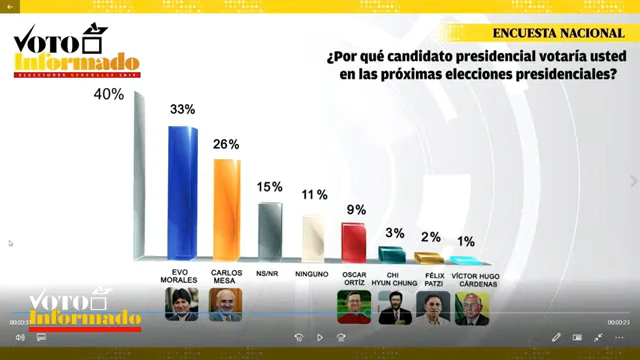 VOTO
Informado
ELECCIONES GENERALES 2019
ENCUESTA NACIONAL
¿Por qué candidato presidencial votaría usted
en las próximas elecciones presidenciales?
40%
33%
26%
15%
11%
9%
3%
2%
1%
EVO
MORALES
CARLOS
MESA
NS/NR
NINGUNO
OSCAR
ORTÍZ
CHI
HYUN CHUNG
FÉLIX
PATZI
VÍCTOR HUGO
CÁRDENAS
VOTO
Informado
0:00:23